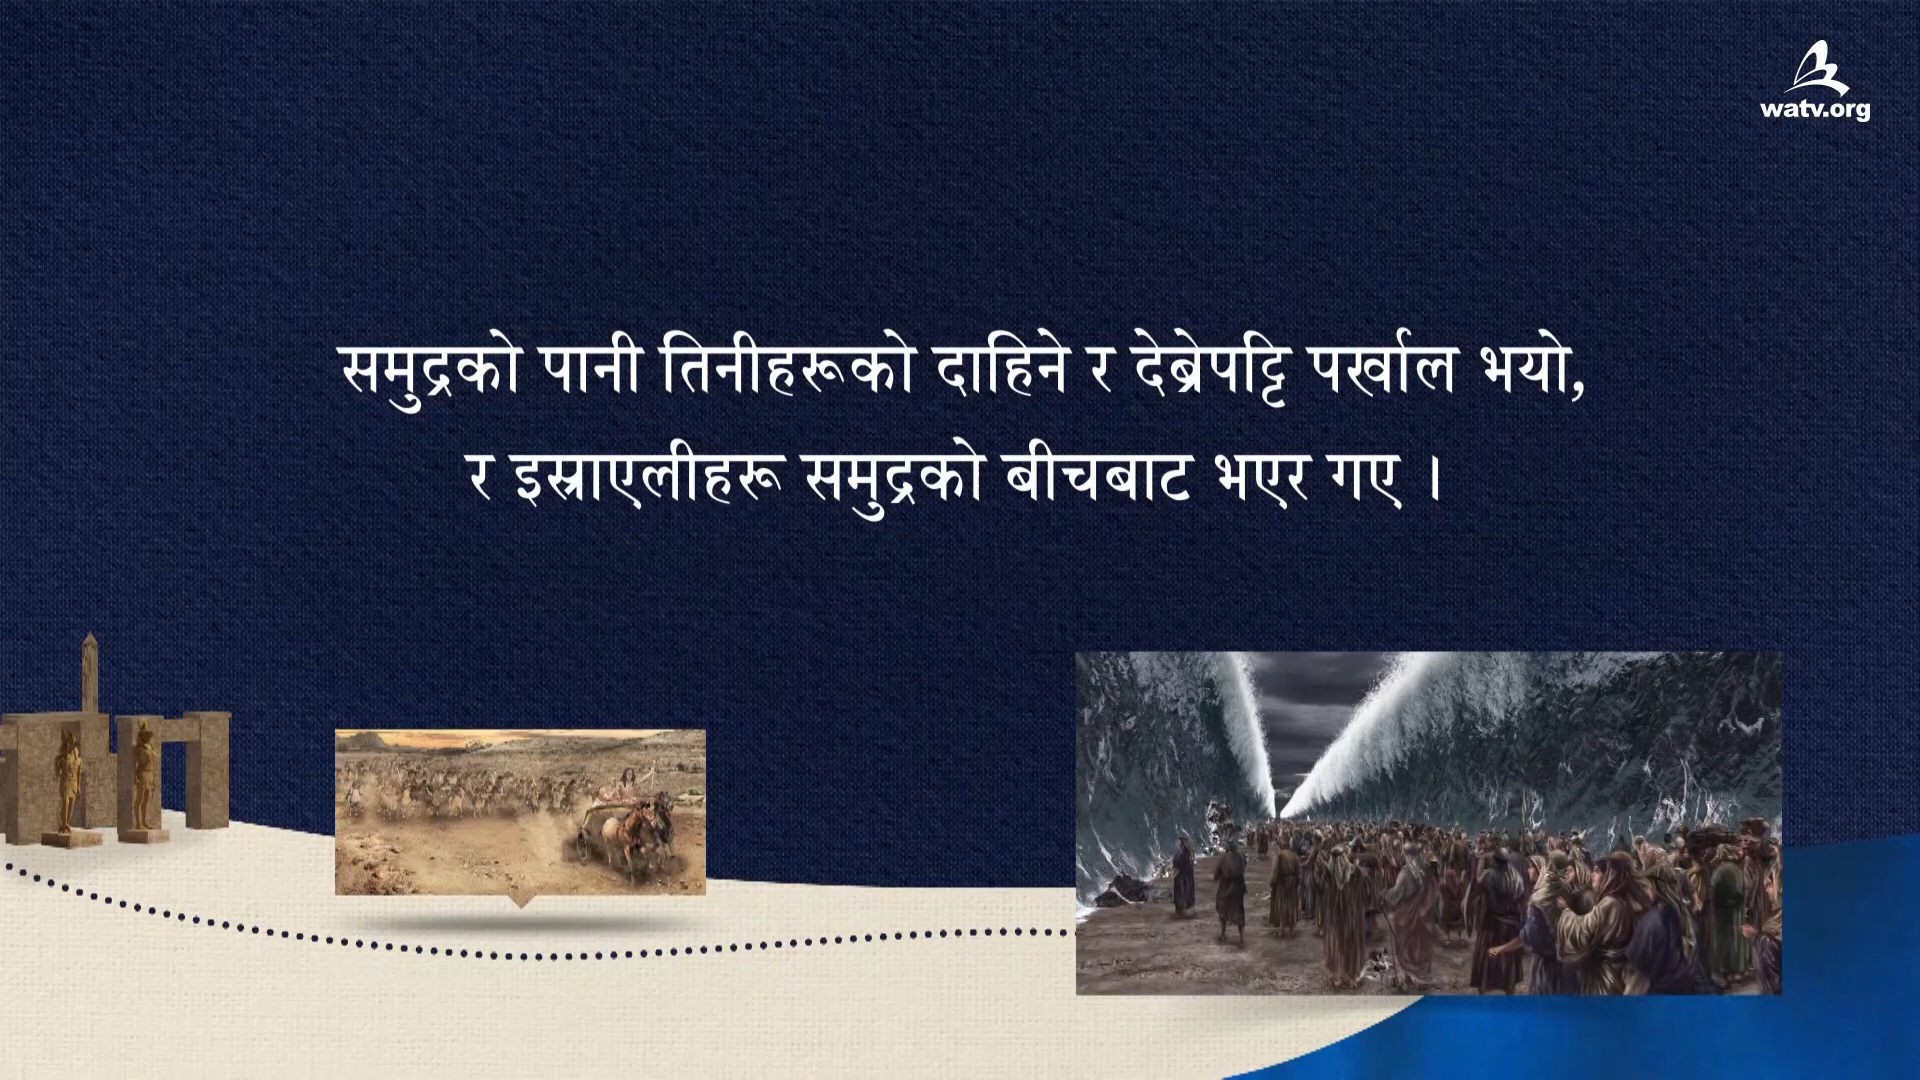 watv.org
समुद्रको पानी तिनीहरूको दाहिने र देब्रेपट्टि पर्खाल भयो,
र इस्राएलीहरू समुद्रको बीचबाट भएर गए ।